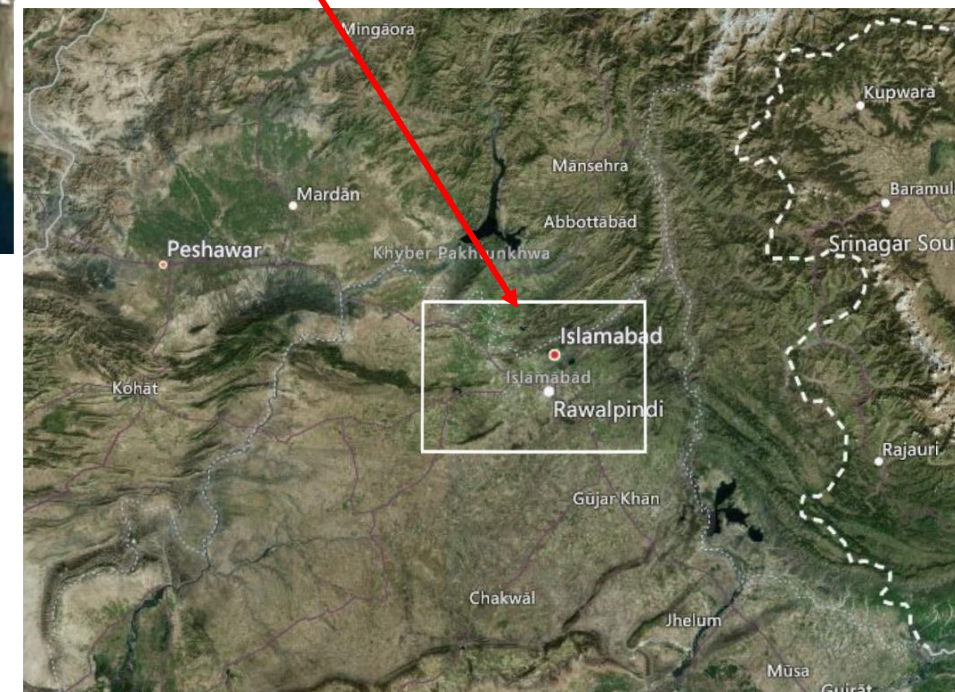 Mingāora
Kupwara
Mānsehra
Mardān
Baramul
Abbottābād
Peshawar
Khyber Pakhtunkhwa
Srinagar Sou
Islamabad
Islamabad
Kohāt
Rawalpindi
Rajauri
Gūjar Khān
Chakwāl
Jhelum
Mūsa
Gujrāt